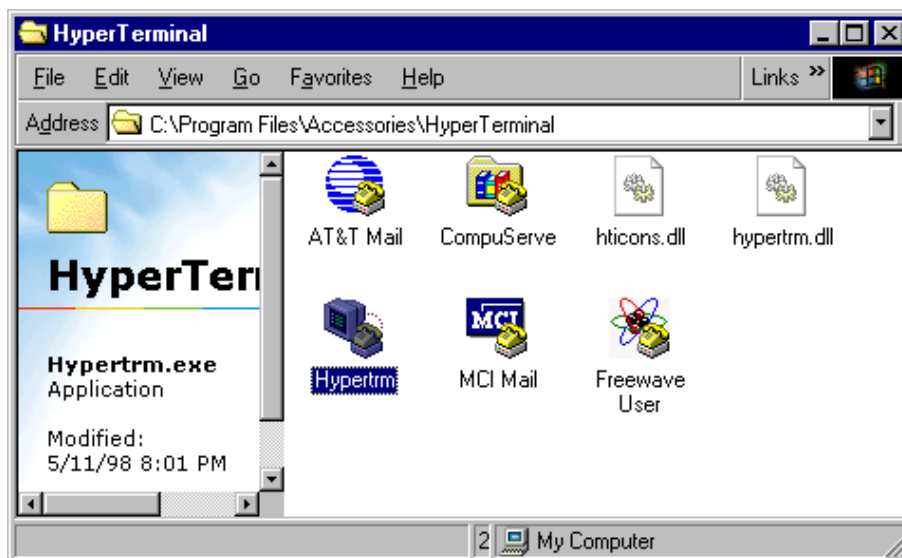 HyperTerminal
File Edit View Go Favorites Help Links »
Address C:\Program Files\Accessories\HyperTerminal
HyperTer
Hypertrm.exe
Application
Modified:
5/11/98 8:01 PM
AT&T Mail CompuServe hticons.dll hypertrm.dll
MCI
Hypertrm MCI Mail Freewave
User
2 My Computer